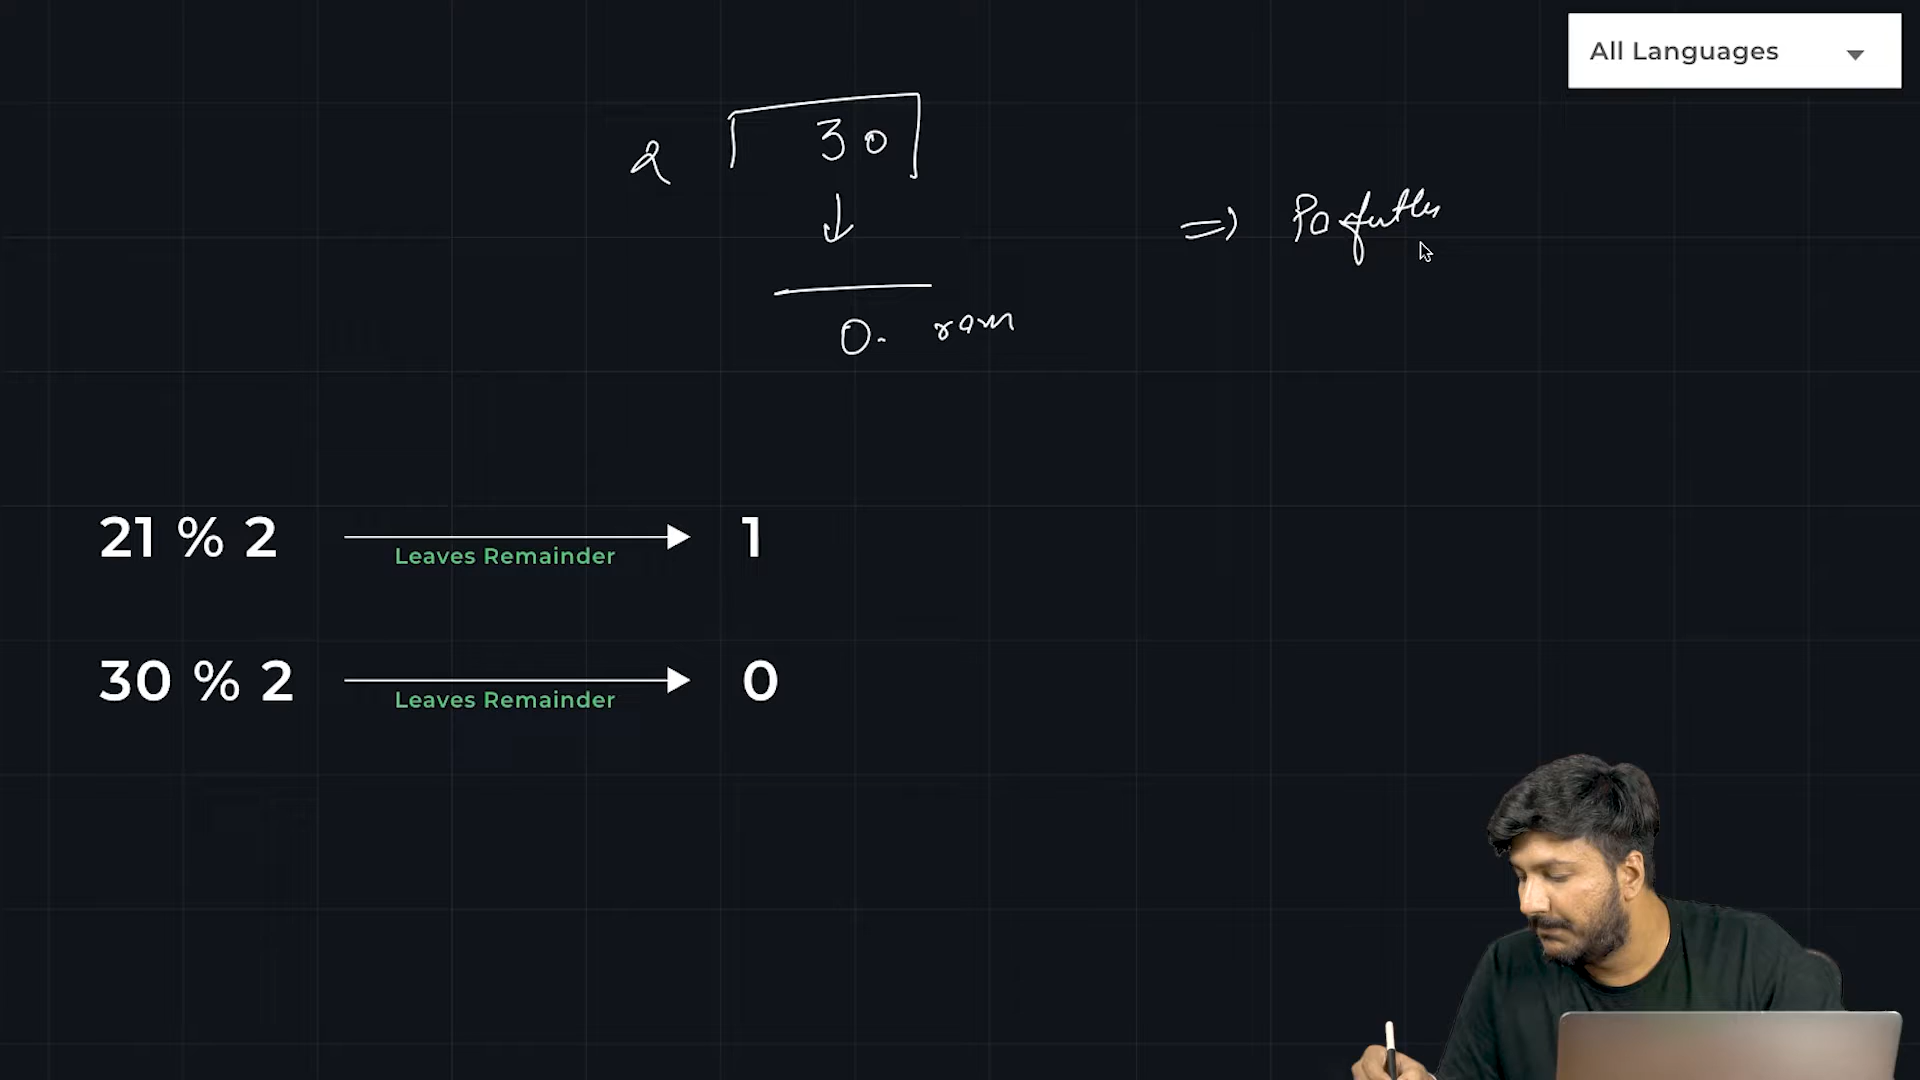 All Languages
2 30
0. rem
=> Perfectly
21 % 2 Leaves Remainder 1
30 % 2 Leaves Remainder 0